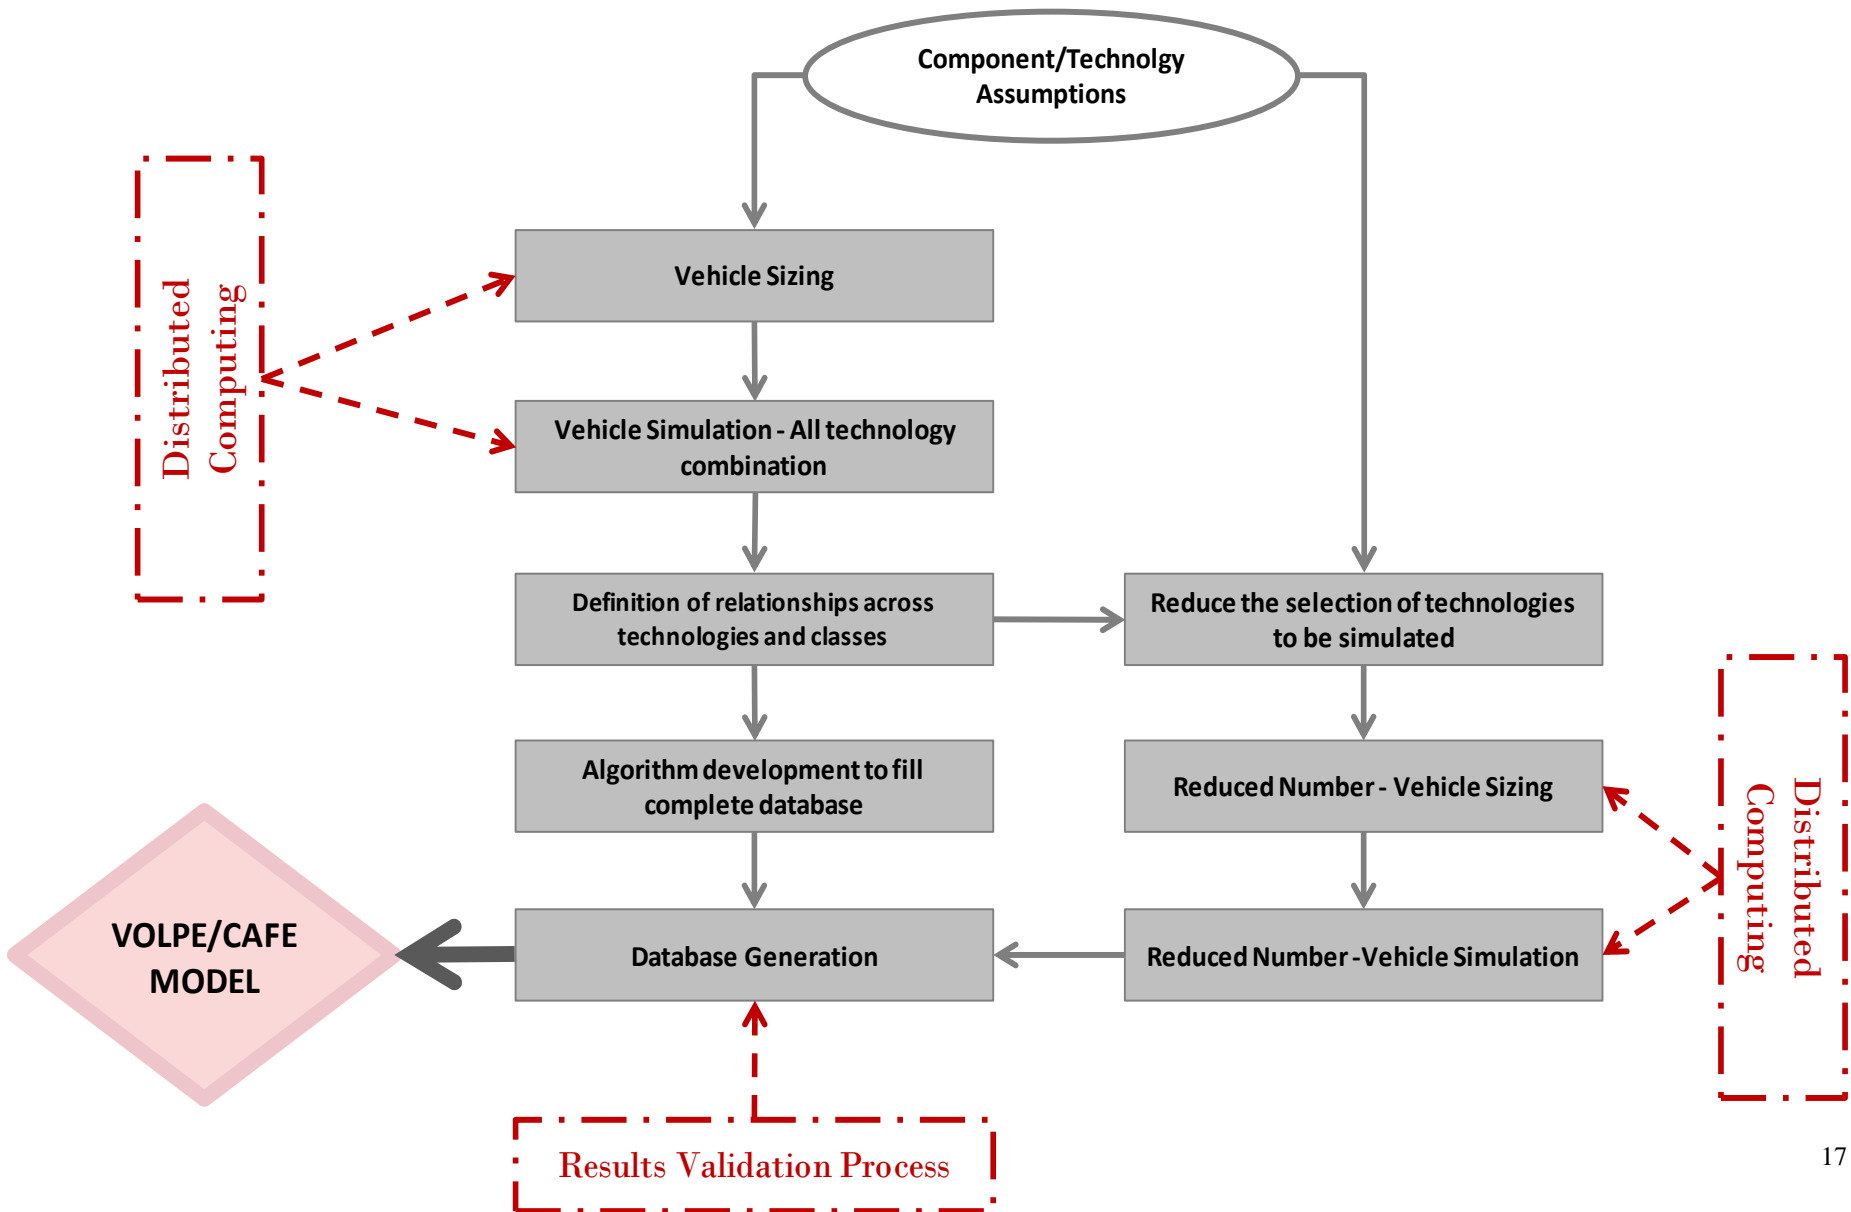 Component/Technolgy
Assumptions
Distributed
Computing
Vehicle Sizing
Vehicle Simulation - All technology
combination
Definition of relationships across
technologies and classes
Reduce the selection of technologies
to be simulated
Algorithm development to fill
complete database
Reduced Number - Vehicle Sizing
Distributed
Computing
VOLPE/CAFE
MODEL
Database Generation
Reduced Number -Vehicle Simulation
Results Validation Process
17